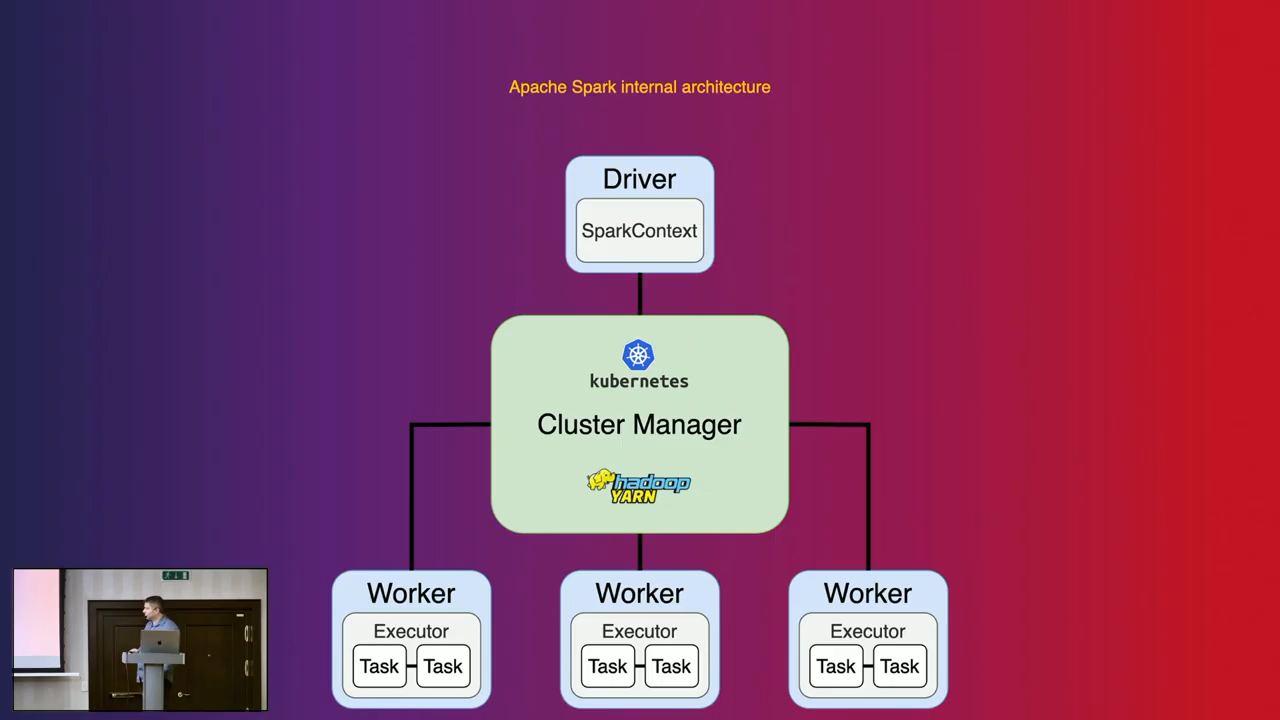 Apache Spark internal architecture
Driver
SparkContext
kubernetes
Cluster Manager
hadoop
YARN
Worker
Executor
Task
Task
Worker
Executor
Task
Task
Worker
Executor
Task
Task